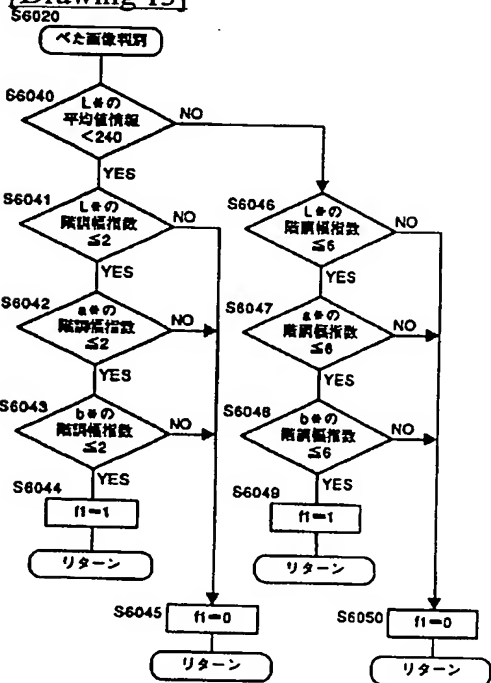 [Drawing 15]
S6020
べた画像判別
S6040
L*の
平均値情報
<240
NO
YES
S6041
L*の
階調幅指数
≦2
NO
YES
S6042
a*の
階調幅指数
≦2
NO
YES
S6043
b*の
階調幅指数
≦2
NO
YES
S6044
f1=1
リターン
S6045
f1=0
リターン
S6046
L*の
階調幅指数
≦6
NO
YES
S6047
a*の
階調幅指数
≦6
NO
YES
S6048
b*の
階調幅指数
≦6
NO
YES
S6049
f1=1
リターン
S6050
f1=0
リターン